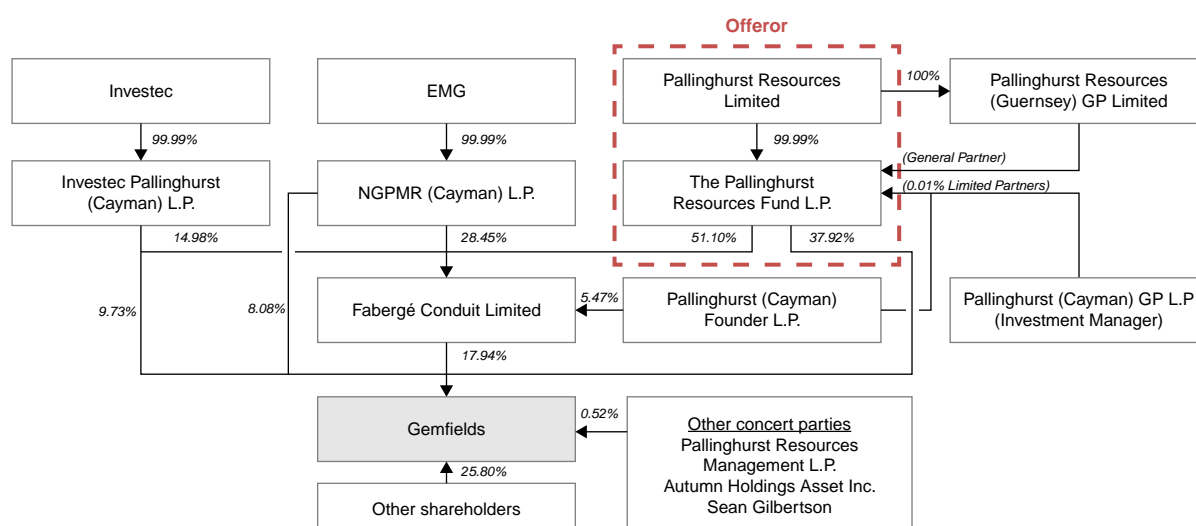 Offeror
Investec
EMG
Pallinghurst Resources
Limited
100%
Pallinghurst Resources
(Guernsey) GP Limited
99.99%
99.99%
99.99%
(General Partner)
Investec Pallinghurst
(Cayman) L.P.
NGPMR (Cayman) L.P.
The Pallinghurst
Resources Fund L.P.
(0.01% Limited Partners)
14.98%
28.45%
51.10%
37.92%
9.73%
8.08%
Fabergé Conduit Limited
5.47%
Pallinghurst (Cayman)
Founder L.P.
Pallinghurst (Cayman) GP L.P
(Investment Manager)
17.94%
Gemfields
0.52%
Other concert parties
Pallinghurst Resources
Management L.P.
Autumn Holdings Asset Inc.
Sean Gilbertson
25.80%
Other shareholders